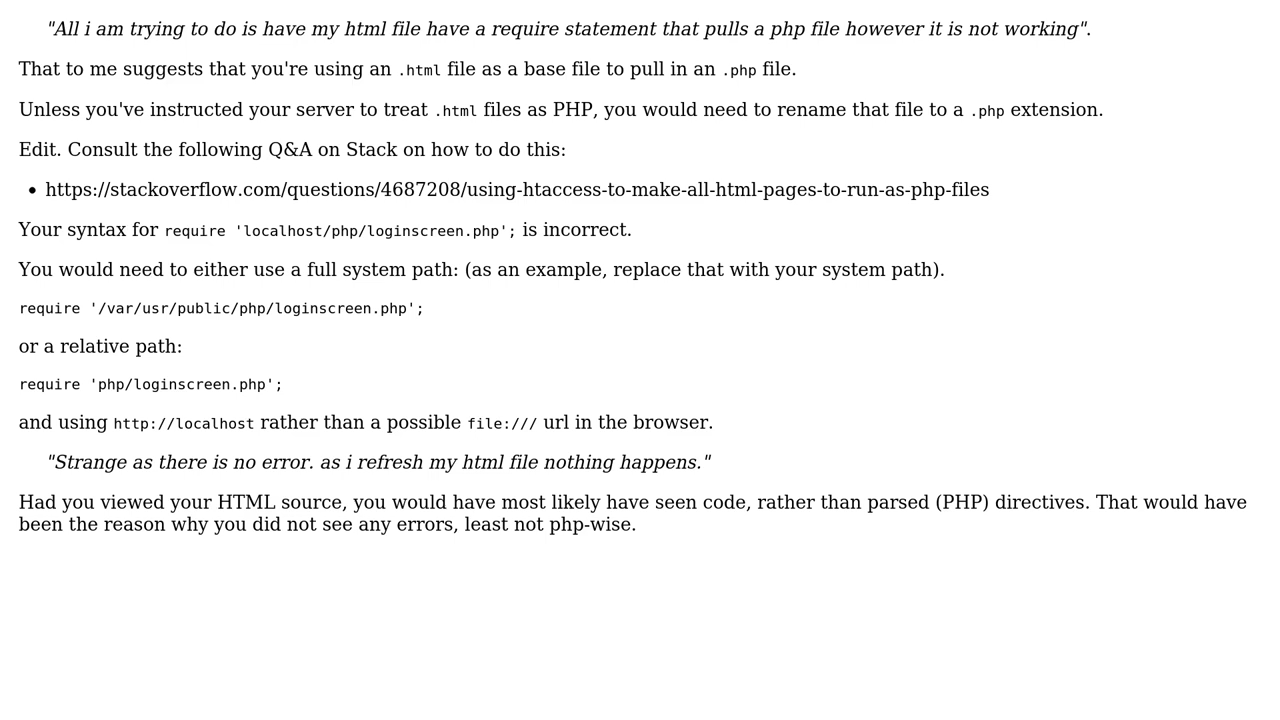 "All i am trying to do is have my html file have a require statement that pulls a php file however it is not working".
That to me suggests that you're using an .html file as a base file to pull in an .php file.
Unless you've instructed your server to treat .html files as PHP, you would need to rename that file to a .php extension.
Edit. Consult the following Q&A on Stack on how to do this:
• https://stackoverflow.com/questions/4687208/using-htaccess-to-make-all-html-pages-to-run-as-php-files
Your syntax for require 'localhost/php/loginscreen.php'; is incorrect.
You would need to either use a full system path: (as an example, replace that with your system path).
require '/var/usr/public/php/loginscreen.php';
or a relative path:
require 'php/loginscreen.php';
and using http://localhost rather than a possible file:/// url in the browser.
"Strange as there is no error. as i refresh my html file nothing happens."
Had you viewed your HTML source, you would have most likely have seen code, rather than parsed (PHP) directives. That would have
been the reason why you did not see any errors, least not php-wise.